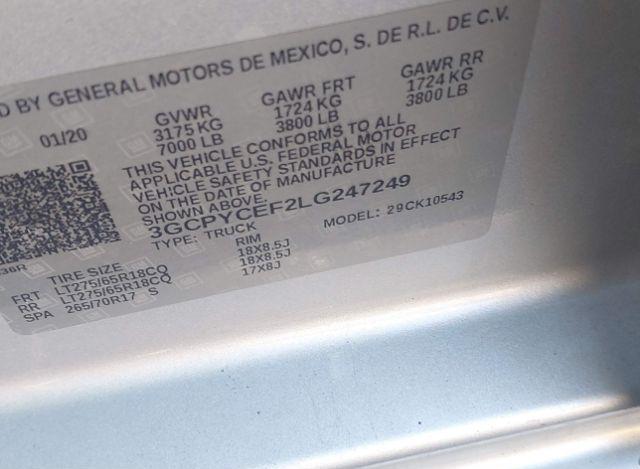 D BY GENERAL MOTORS DE MEXICO, S. DE R.L. DE C.V.
01/20 GVWR GAWR FRT GAWR RR
3175 KG 1724 KG 1724 KG
7000 LB 3800 LB 3800 LB
THIS VEHICLE CONFORMS TO ALL
APPLICABLE U.S. FEDERAL MOTOR
VEHICLE SAFETY STANDARDS IN EFFECT
ON THE DATE OF MANUFACTURE
SHOWN ABOVE.
3GCPYCEF2LG247249
TYPE: TRUCK MODEL: 29CK10543
TIRE SIZE RIM
FRT LT275/65R18CQ 18X8.5J
RR LT275/65R18CQ 18X8.5J
SPA 265/70R17 S 17X8J